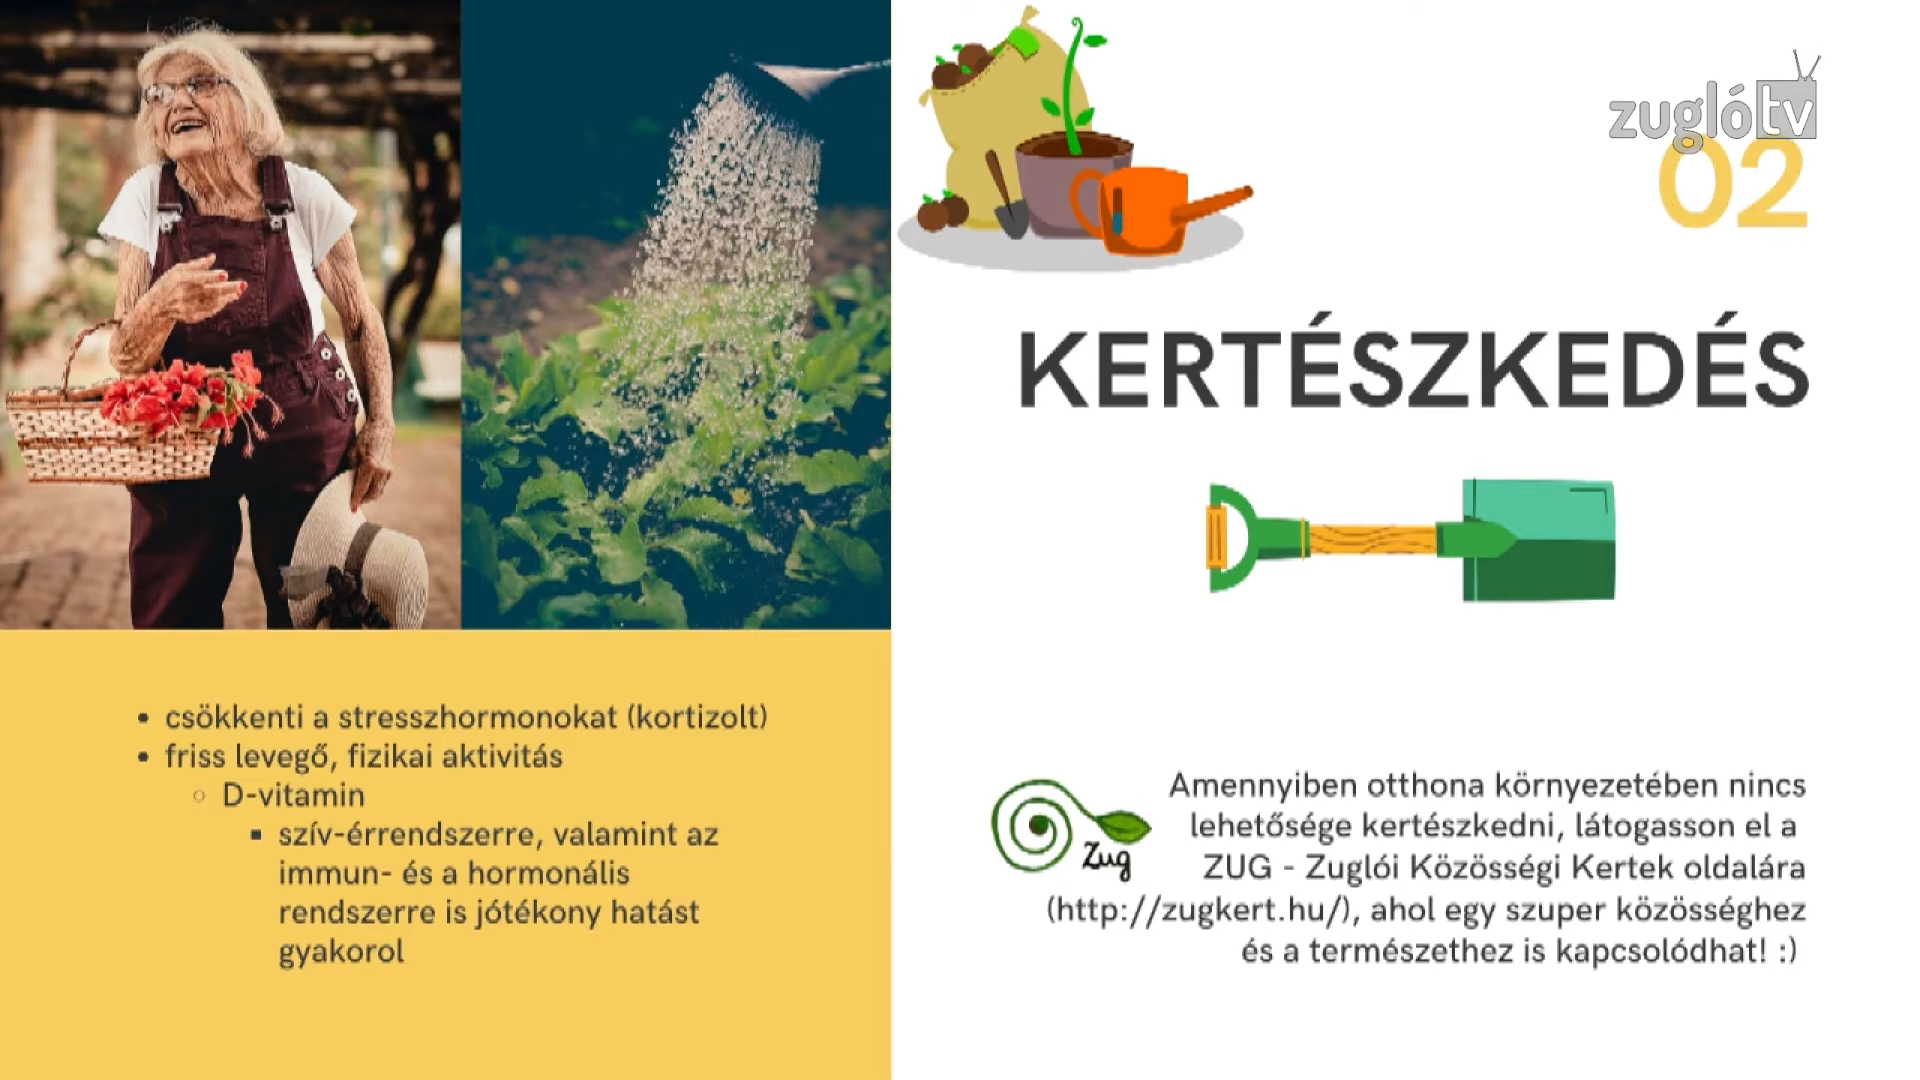 zuglótv
02
KERTÉSZKEDÉS
csökkenti a stresszhormonokat (kortizolt)
friss levegő, fizikai aktivitás
D-vitamin
szív-érrendszerre, valamint az
immun- és a hormonális
rendszerre is jótékony hatást
gyakorol
Zug
Amennyiben otthona környezetében nincs
lehetősége kertészkedni, látogasson el a
ZUG - Zuglói Közösségi Kertek oldalára
(http://zugkert.hu/), ahol egy szuper közösséghez
és a természethez is kapcsolódhat! :)